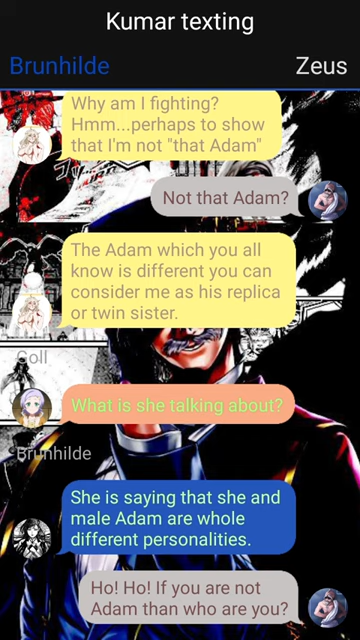 Kumar texting
Brunhilde
Zeus
Why am I fighting?
Hmm...perhaps to show
that I'm not "that Adam"
Not that Adam?
The Adam which you all
know is different you can
consider me as his replica
or twin sister.
Goll
What is she talking about?
Brunhilde
She is saying that she and
male Adam are whole
different personalities.
Ho! Ho! If you are not
Adam than who are you?